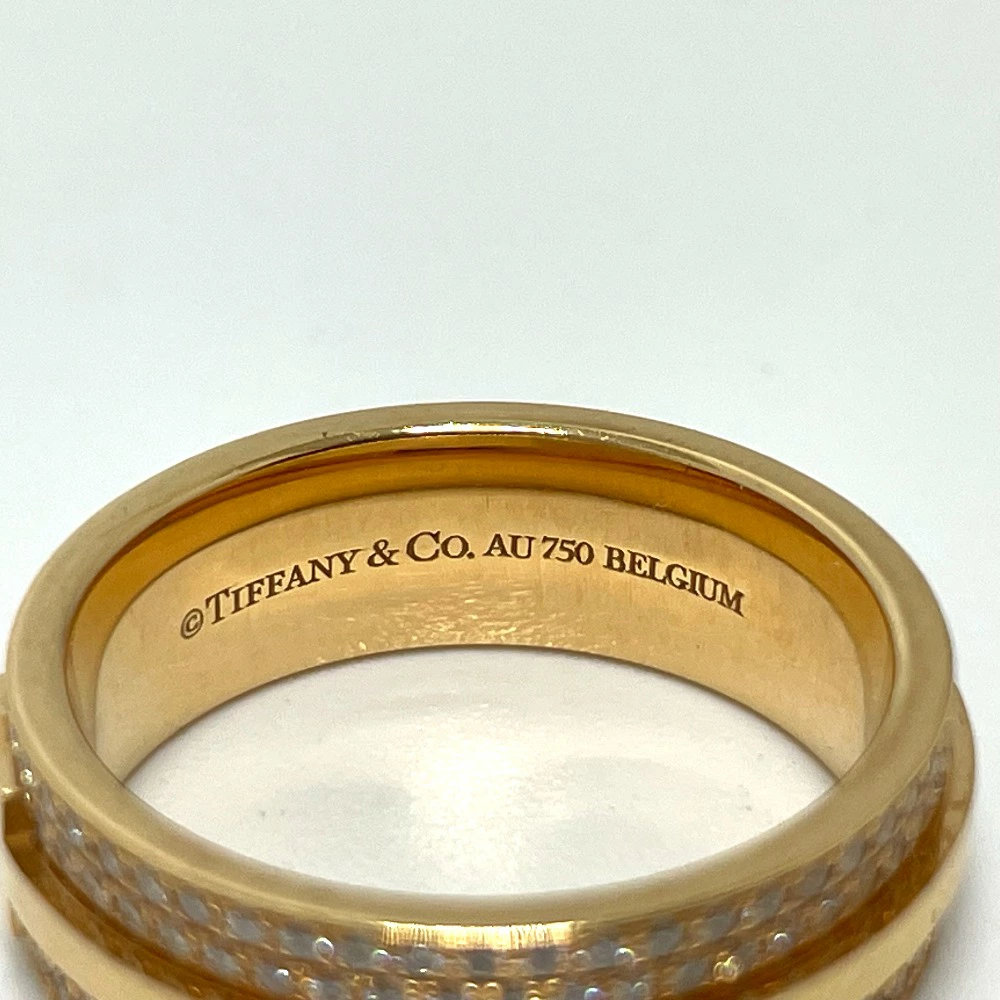 ©TIFFANY & CO. AU 750 BELGIUM